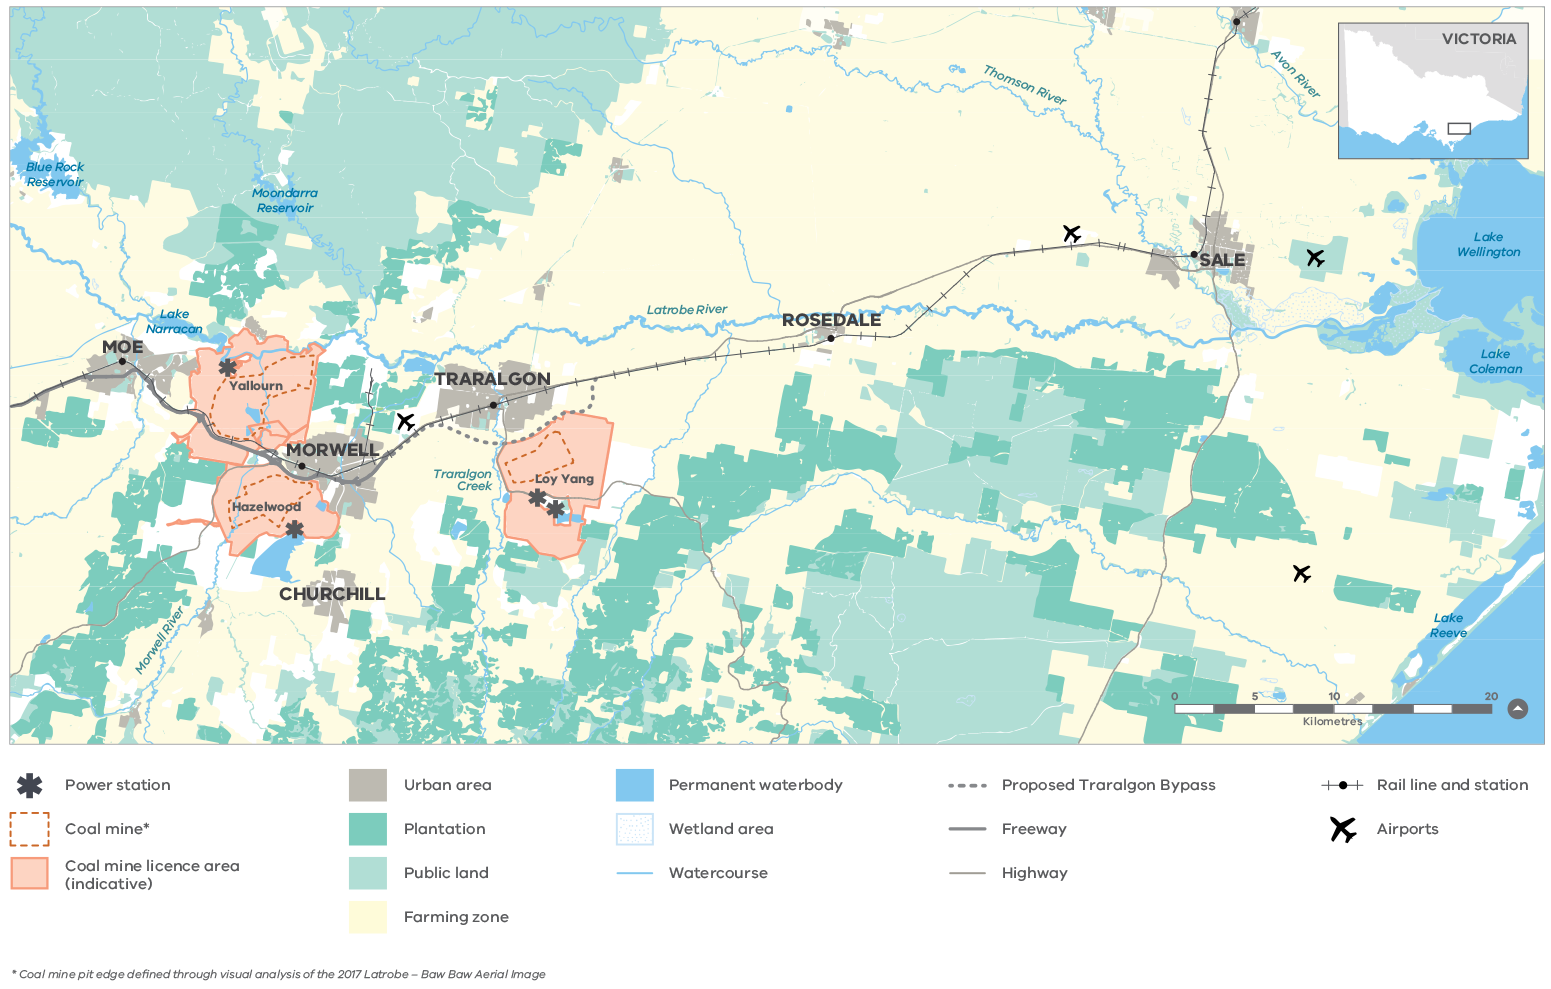 VICTORIA
Thomson River
Avon River
Blue Rock
Reservoir
Moondarra
Reservoir
SALE
Lake
Wellington
Lake
Narracan
Latrobe River
ROSEDALE
MOE
Lake
Coleman
Yallourn
TRARALGON
MORWELL
Traralgon
Creek
Loy Yang
Hazelwood
CHURCHILL
Morwell River
Lake
Reeve
0 5 10 20
Kilometres
Power station
Urban area
Permanent waterbody
Proposed Traralgon Bypass
Rail line and station
Coal mine*
Plantation
Wetland area
Freeway
Airports
Coal mine licence area
(indicative)
Public land
Watercourse
Highway
Farming zone
* Coal mine pit edge defined through visual analysis of the 2017 Latrobe – Baw Baw Aerial Image